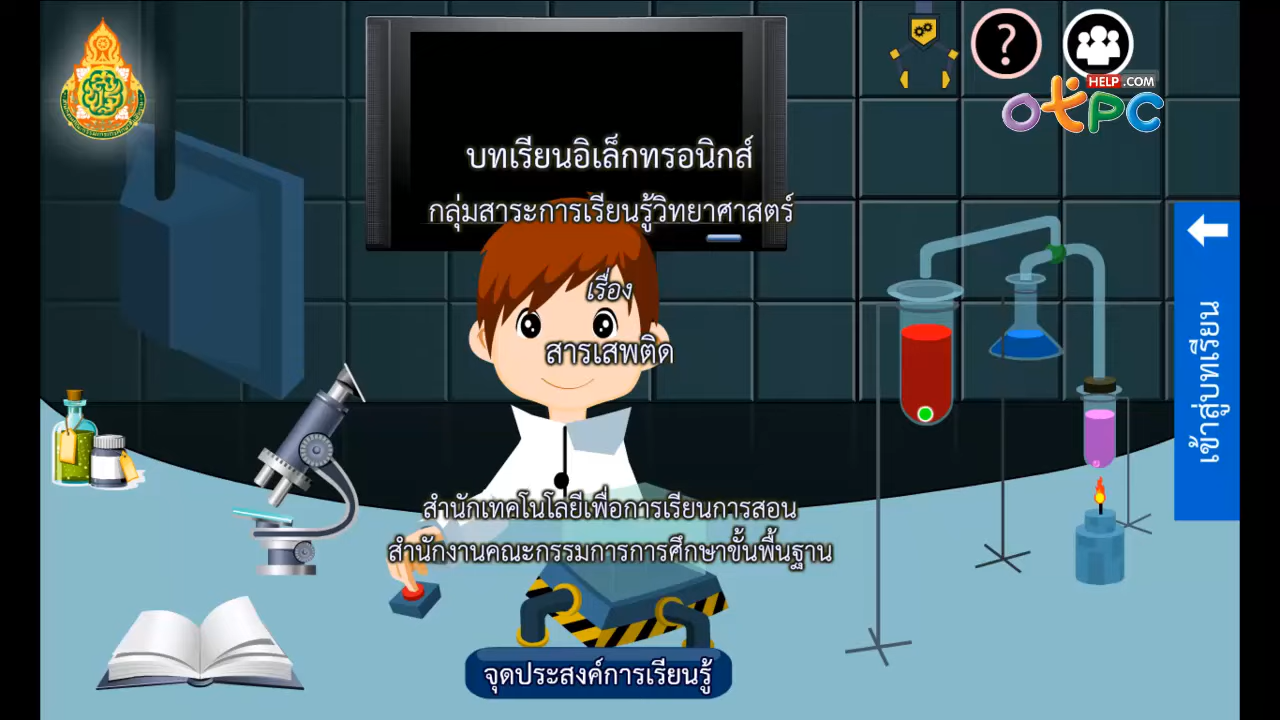 ?
HELP .COM
OTPC
บทเรียนอิเล็กทรอนิกส์
กลุ่มสาระการเรียนรู้วิทยาศาสตร์
เรื่อง
สารเสพติด
เข้าสู่บทเรียน
สำนักเทคโนโลยีเพื่อการเรียนการสอน
สำนักงานคณะกรรมการการศึกษาขั้นพื้นฐาน
จุดประสงค์การเรียนรู้